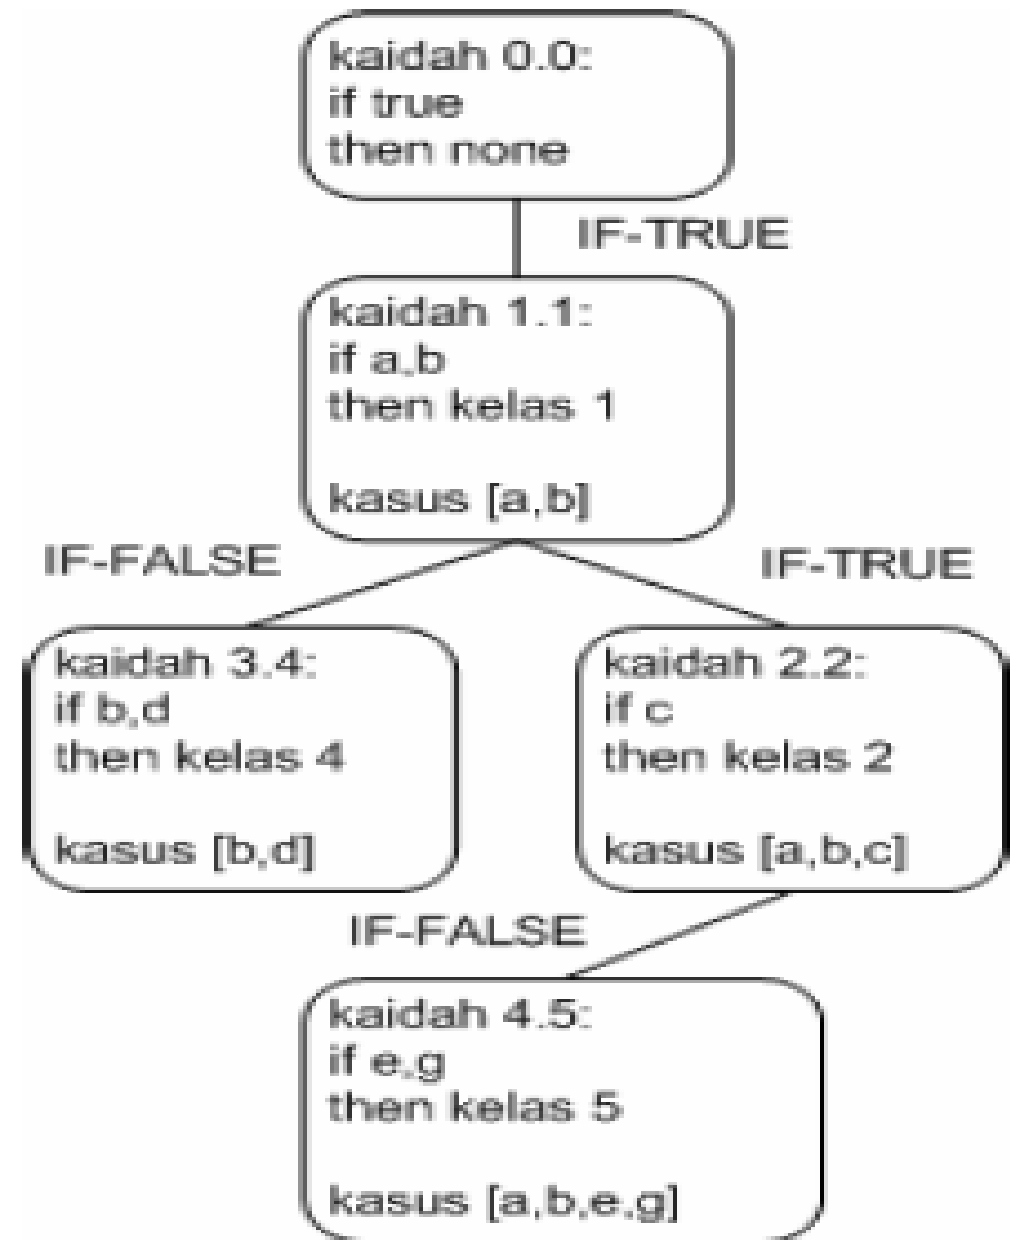 kaidah 0.0:
if true
then none
IF-TRUE
kaidah 1.1:
if a,b
then kelas 1
kasus [a,b]
IF-FALSE
IF-TRUE
kaidah 3.4:
if b,d
then kelas 4
kasus [b,d]
kaidah 2.2:
if c
then kelas 2
kasus [a,b,c]
IF-FALSE
kaidah 4.5:
if e,g
then kelas 5
kasus [a,b,e,g]